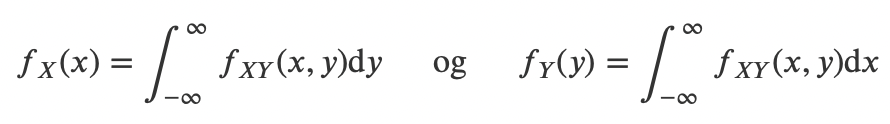 f_X(x) = ∫_{-∞}^{∞} f_{XY}(x, y)dy og f_Y(y) = ∫_{-∞}^{∞} f_{XY}(x, y)dx